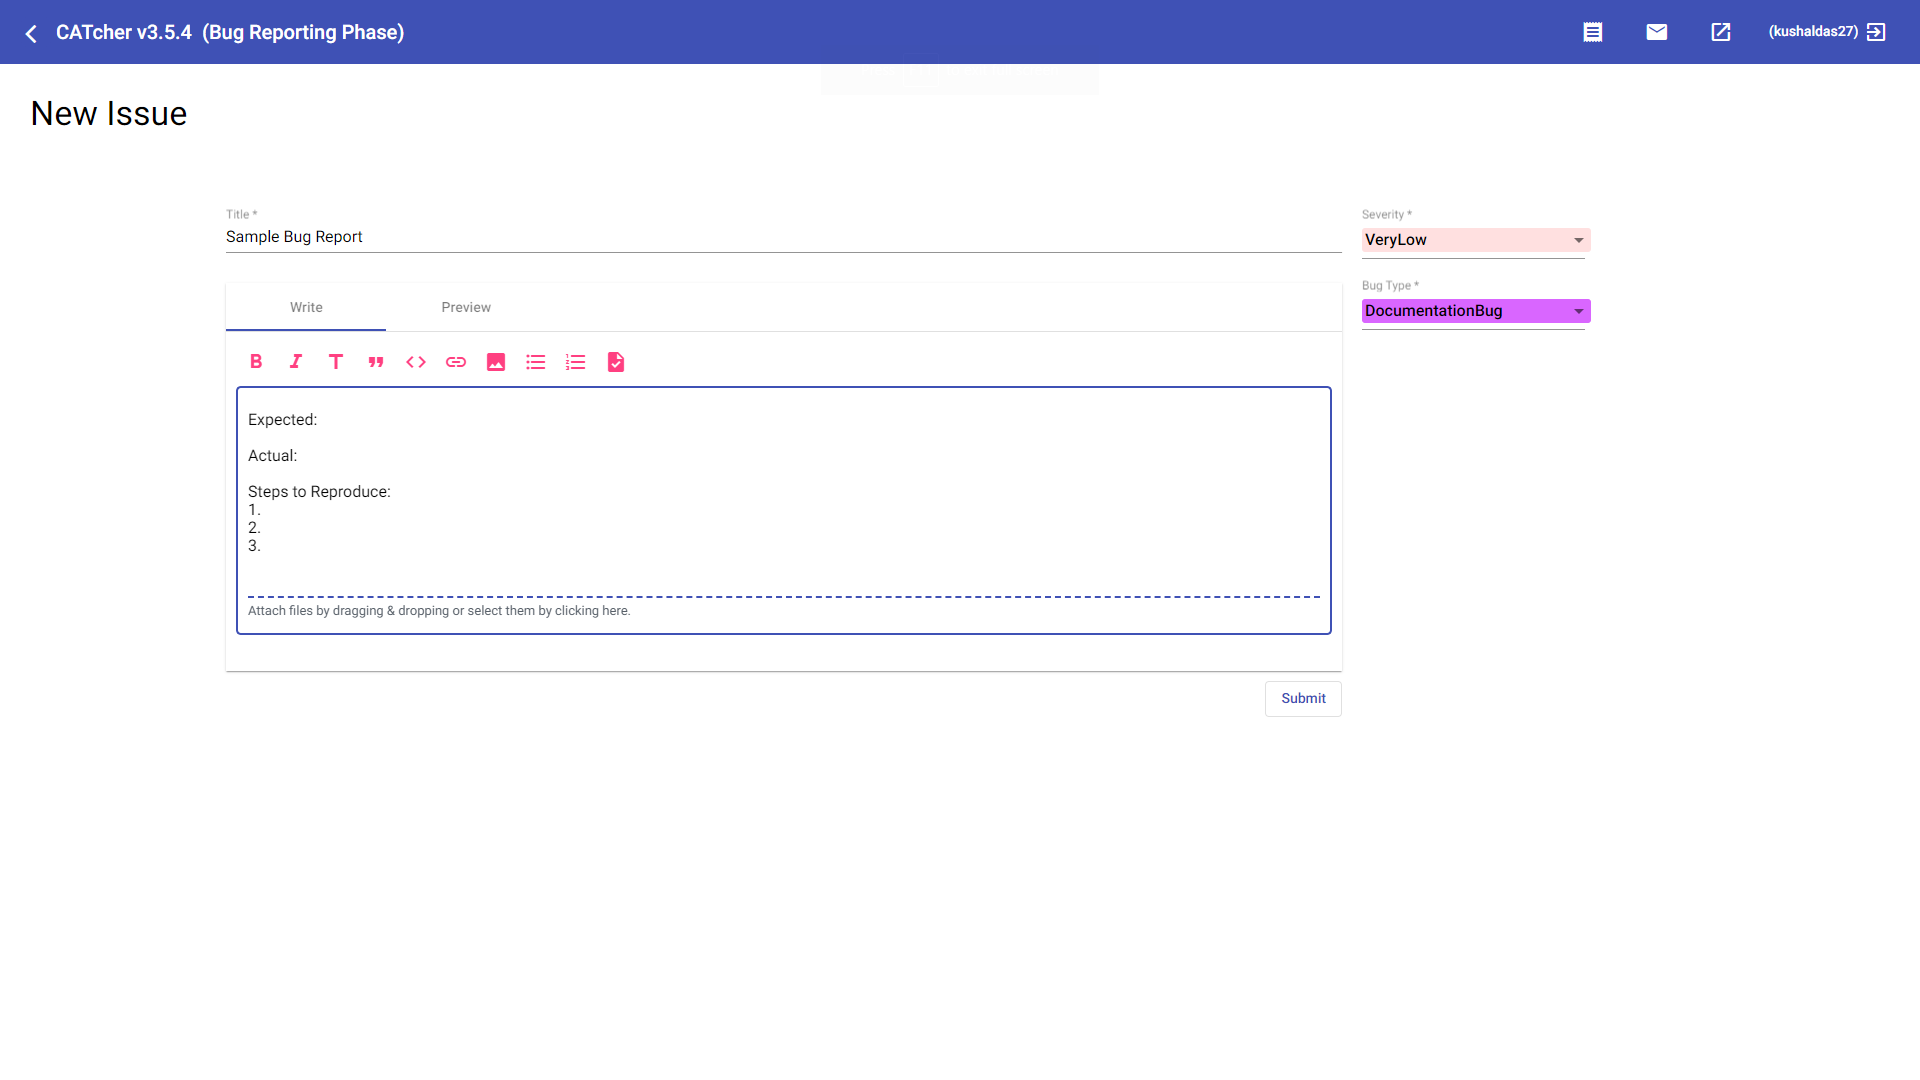 CATcher v3.5.4 (Bug Reporting Phase)
(kushaldas27)
New Issue
Title *
Sample Bug Report
Severity *
VeryLow
Bug Type *
DocumentationBug
Write
Preview
Expected:
Actual:
Steps to Reproduce:
1.
2.
3.
Attach files by dragging & dropping or select them by clicking here.
Submit